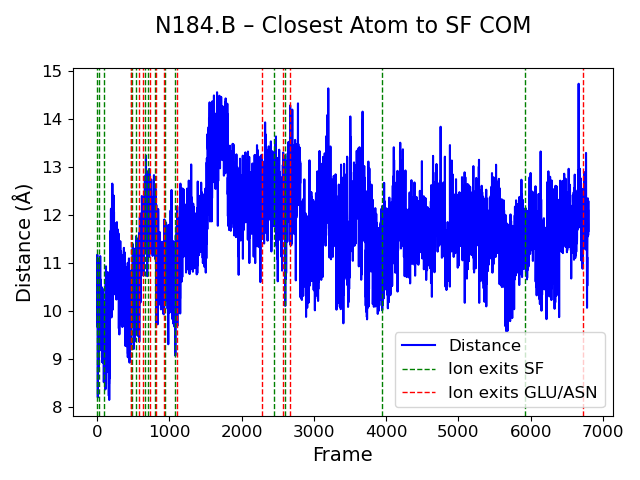 N184.B – Closest Atom to SF COM
15
14
13
12
11
10
9
8
Distance (Å)
Distance
Ion exits SF
Ion exits GLU/ASN
0 1000 2000 3000 4000 5000 6000 7000
Frame